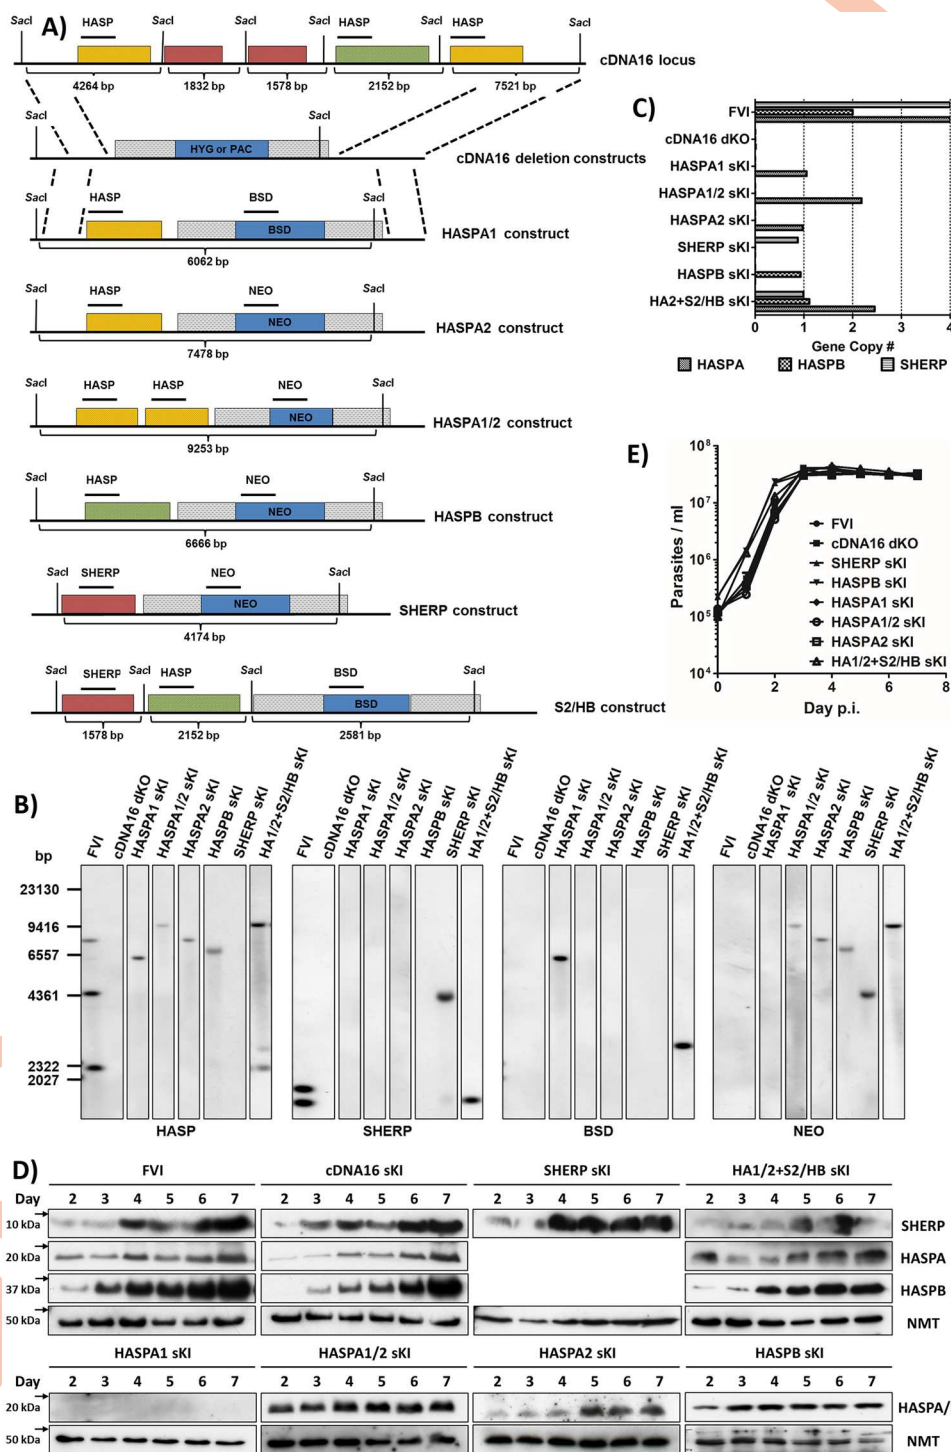 A)
SacI HASP SacI SacI SacI HASP SacI HASP SacI
cDNA16 locus
4264 bp 1832 bp 1578 bp 2152 bp 7521 bp
SacI SacI
HYG or PAC
cDNA16 deletion constructs
SacI HASP BSD SacI
BSD
HASPA1 construct
6062 bp
SacI HASP NEO SacI
NEO
HASPA2 construct
7478 bp
SacI HASP HASP NEO SacI
NEO
HASPA1/2 construct
9253 bp
SacI HASP NEO SacI
NEO
HASPB construct
6666 bp
SacI SHERP NEO SacI
NEO
SHERP construct
4174 bp
SacI SHERP SacI HASP SacI BSD SacI
BSD
S2/HB construct
1578 bp 2152 bp 2581 bp
C)
FVI
cDNA16 dKO
HASPA1 sKI
HASPA1/2 sKI
HASPA2 sKI
SHERP sKI
HASPB sKI
HA2+S2/HB sKI
0 1 2 3 4
Gene Copy #
HASPA HASPB SHERP
E)
Parasites / ml
10^8
10^7
10^6
10^5
10^4
FVI
cDNA16 dKO
SHERP sKI
HASPB sKI
HASPA1 sKI
HASPA1/2 sKI
HASPA2 sKI
HA1/2+S2/HB sKI
0 2 4 6 8
Day p.i.
B)
FVI cDNA16 dKO HASPA1 sKI HASPA1/2 sKI HASPA2 sKI HASPB sKI SHERP sKI HA1/2+S2/HB sKI
FVI cDNA16 dKO HASPA1 sKI HASPA1/2 sKI HASPA2 sKI HASPB sKI SHERP sKI HA1/2+S2/HB sKI
FVI cDNA16 dKO HASPA1 sKI HASPA1/2 sKI HASPA2 sKI HASPB sKI SHERP sKI HA1/2+S2/HB sKI
FVI cDNA16 dKO HASPA1 sKI HASPA1/2 sKI HASPA2 sKI HASPB sKI SHERP sKI HA1/2+S2/HB sKI
bp
23130
9416
6557
4361
2322
2027
HASP SHERP BSD NEO
D)
FVI cDNA16 sKI SHERP sKI HA1/2+S2/HB sKI
Day 2 3 4 5 6 7 2 3 4 5 6 7 2 3 4 5 6 7 2 3 4 5 6 7
10 kDa SHERP
20 kDa HASPA
37 kDa HASPB
50 kDa NMT
HASPA1 sKI HASPA1/2 sKI HASPA2 sKI HASPB sKI
Day 2 3 4 5 6 7 2 3 4 5 6 7 2 3 4 5 6 7 2 3 4 5 6 7
20 kDa HASPA/
50 kDa NMT